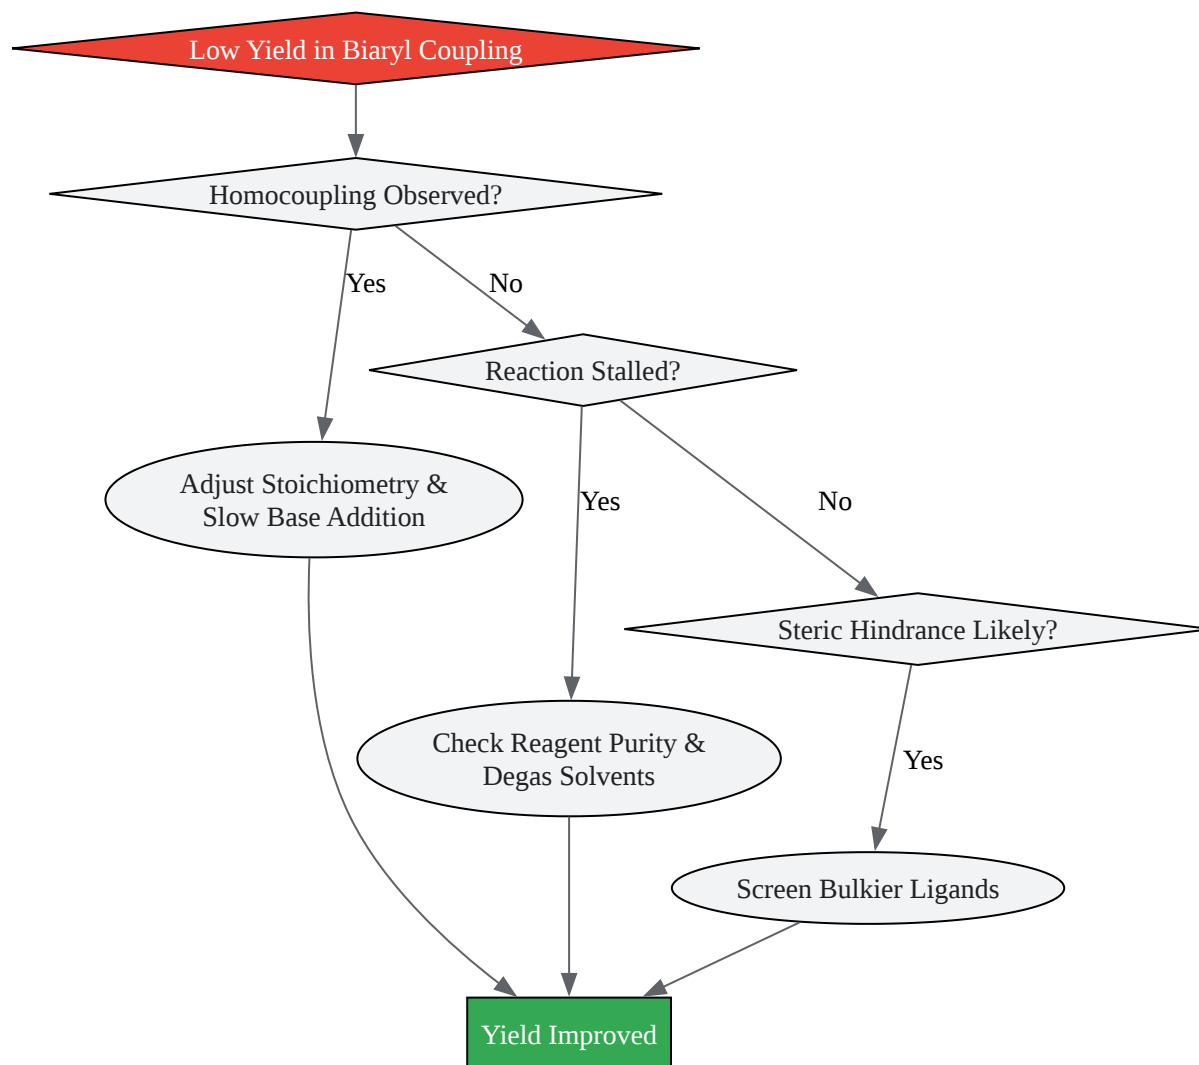 Low Yield in Biaryl Coupling
Homocoupling Observed?
Yes
No
Reaction Stalled?
Adjust Stoichiometry &
Slow Base Addition
Yes
No
Steric Hindrance Likely?
Check Reagent Purity &
Degas Solvents
Yes
Screen Bulkier Ligands
Yield Improved